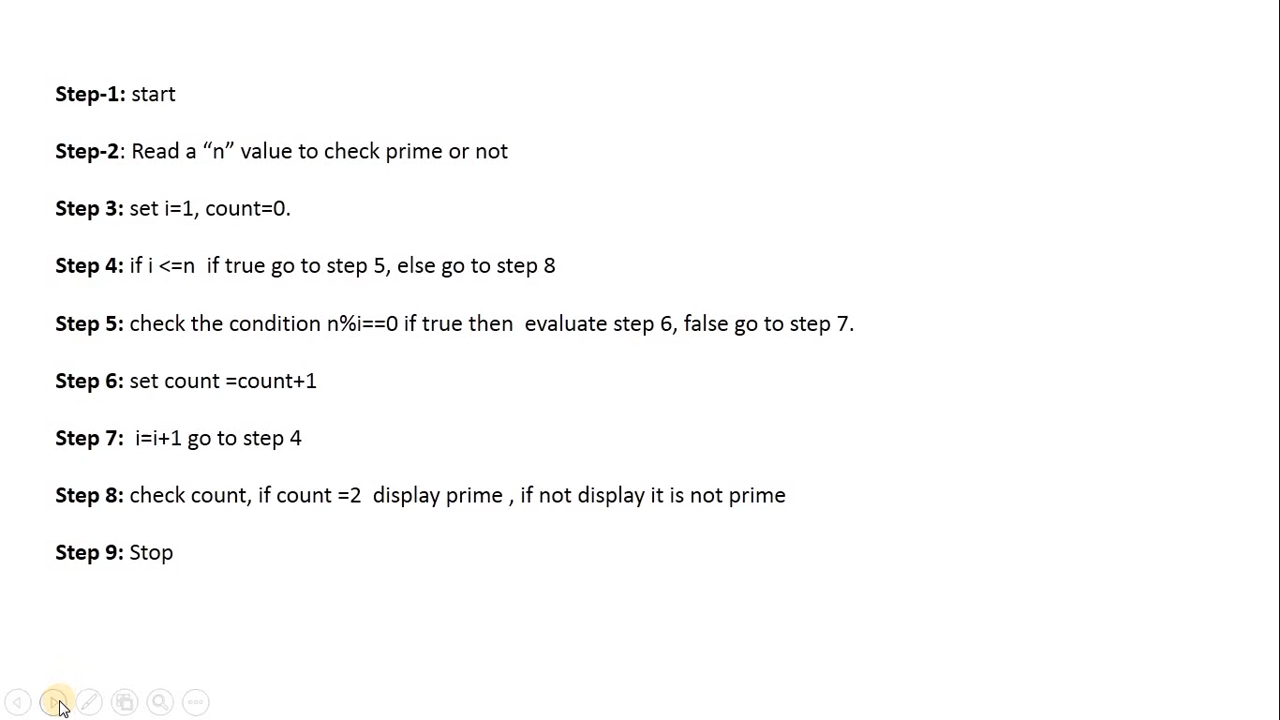 Step-1: start
Step-2: Read a “n” value to check prime or not
Step 3: set i=1, count=0.
Step 4: if i <=n  if true go to step 5, else go to step 8
Step 5: check the condition n%i==0 if true then  evaluate step 6, false go to step 7.
Step 6: set count =count+1
Step 7:  i=i+1 go to step 4
Step 8: check count, if count =2  display prime , if not display it is not prime
Step 9: Stop